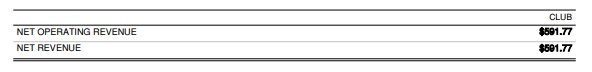 CLUB
NET OPERATING REVENUE $591.77
NET REVENUE $591.77